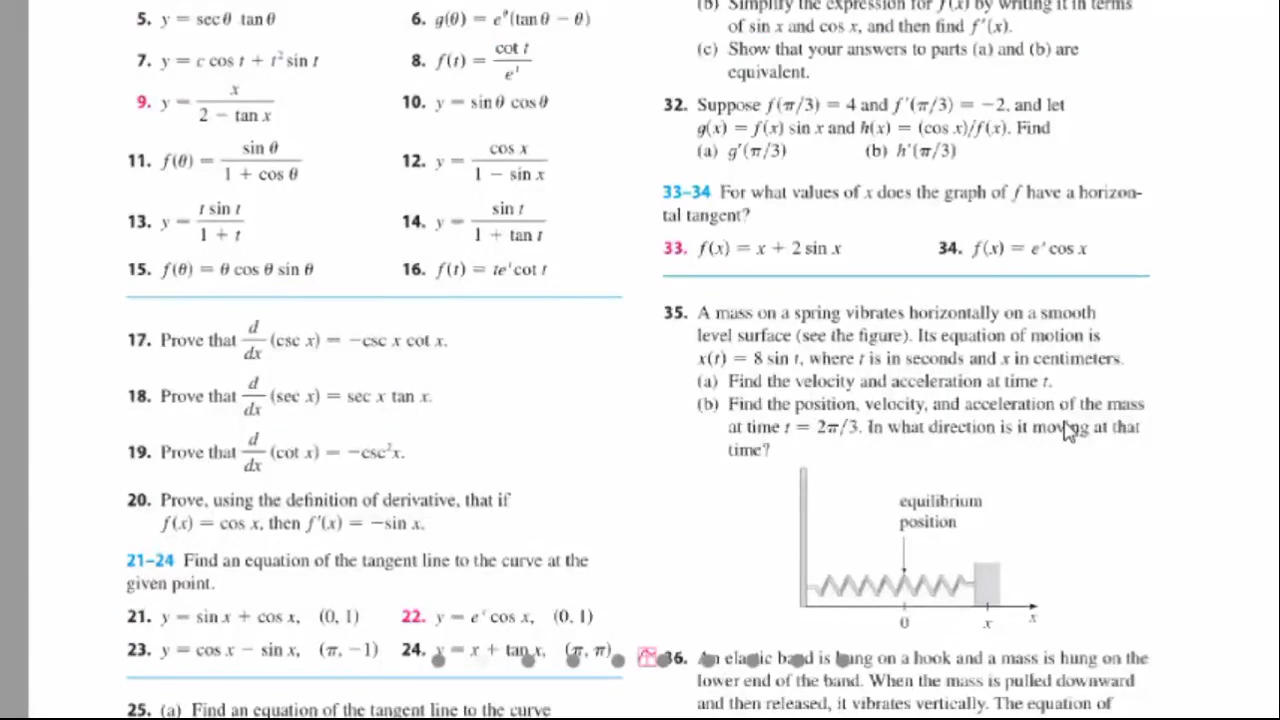 5. y = sec θ tan θ
6. g(θ) = e^θ(tan θ − θ)
7. y = c cos t + t² sin t
8. f(t) = cot t / e^t
9. y = x / (2 − tan x)
10. y = sin θ cos θ
11. f(θ) = sin θ / (1 + cos θ)
12. y = cos x / (1 − sin x)
13. y = t sin t / (1 + t)
14. y = sin t / (1 + tan t)
15. f(θ) = θ cos θ sin θ
16. f(t) = te^t cot t
17. Prove that d/dx (csc x) = −csc x cot x.
18. Prove that d/dx (sec x) = sec x tan x.
19. Prove that d/dx (cot x) = −csc²x.
20. Prove, using the definition of derivative, that if
f(x) = cos x, then f′(x) = −sin x.
21–24 Find an equation of the tangent line to the curve at the
given point.
21. y = sin x + cos x, (0, 1)
22. y = e^x cos x, (0, 1)
23. y = cos x − sin x, (π, −1)
24. y = x + tan x, (π, π)
25. (a) Find an equation of the tangent line to the curve
(b) Simplify the expression for f(x) by writing it in terms
of sin x and cos x, and then find f′(x).
(c) Show that your answers to parts (a) and (b) are
equivalent.
32. Suppose f(π/3) = 4 and f′(π/3) = −2, and let
g(x) = f(x) sin x and h(x) = (cos x)/f(x). Find
(a) g′(π/3) (b) h′(π/3)
33–34 For what values of x does the graph of f have a horizon-
tal tangent?
33. f(x) = x + 2 sin x
34. f(x) = e^x cos x
35. A mass on a spring vibrates horizontally on a smooth
level surface (see the figure). Its equation of motion is
x(t) = 8 sin t, where t is in seconds and x in centimeters.
(a) Find the velocity and acceleration at time t.
(b) Find the position, velocity, and acceleration of the mass
at time t = 2π/3. In what direction is it moving at that
time?
equilibrium
position
0 x x
36. An elastic band is hung on a hook and a mass is hung on the
lower end of the band. When the mass is pulled downward
and then released, it vibrates vertically. The equation of